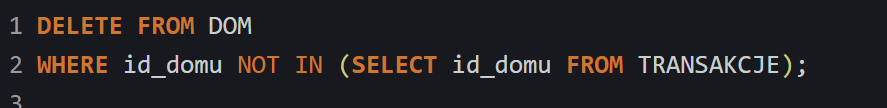 1 DELETE FROM DOM
2 WHERE id_domu NOT IN (SELECT id_domu FROM TRANSAKCJE);
3